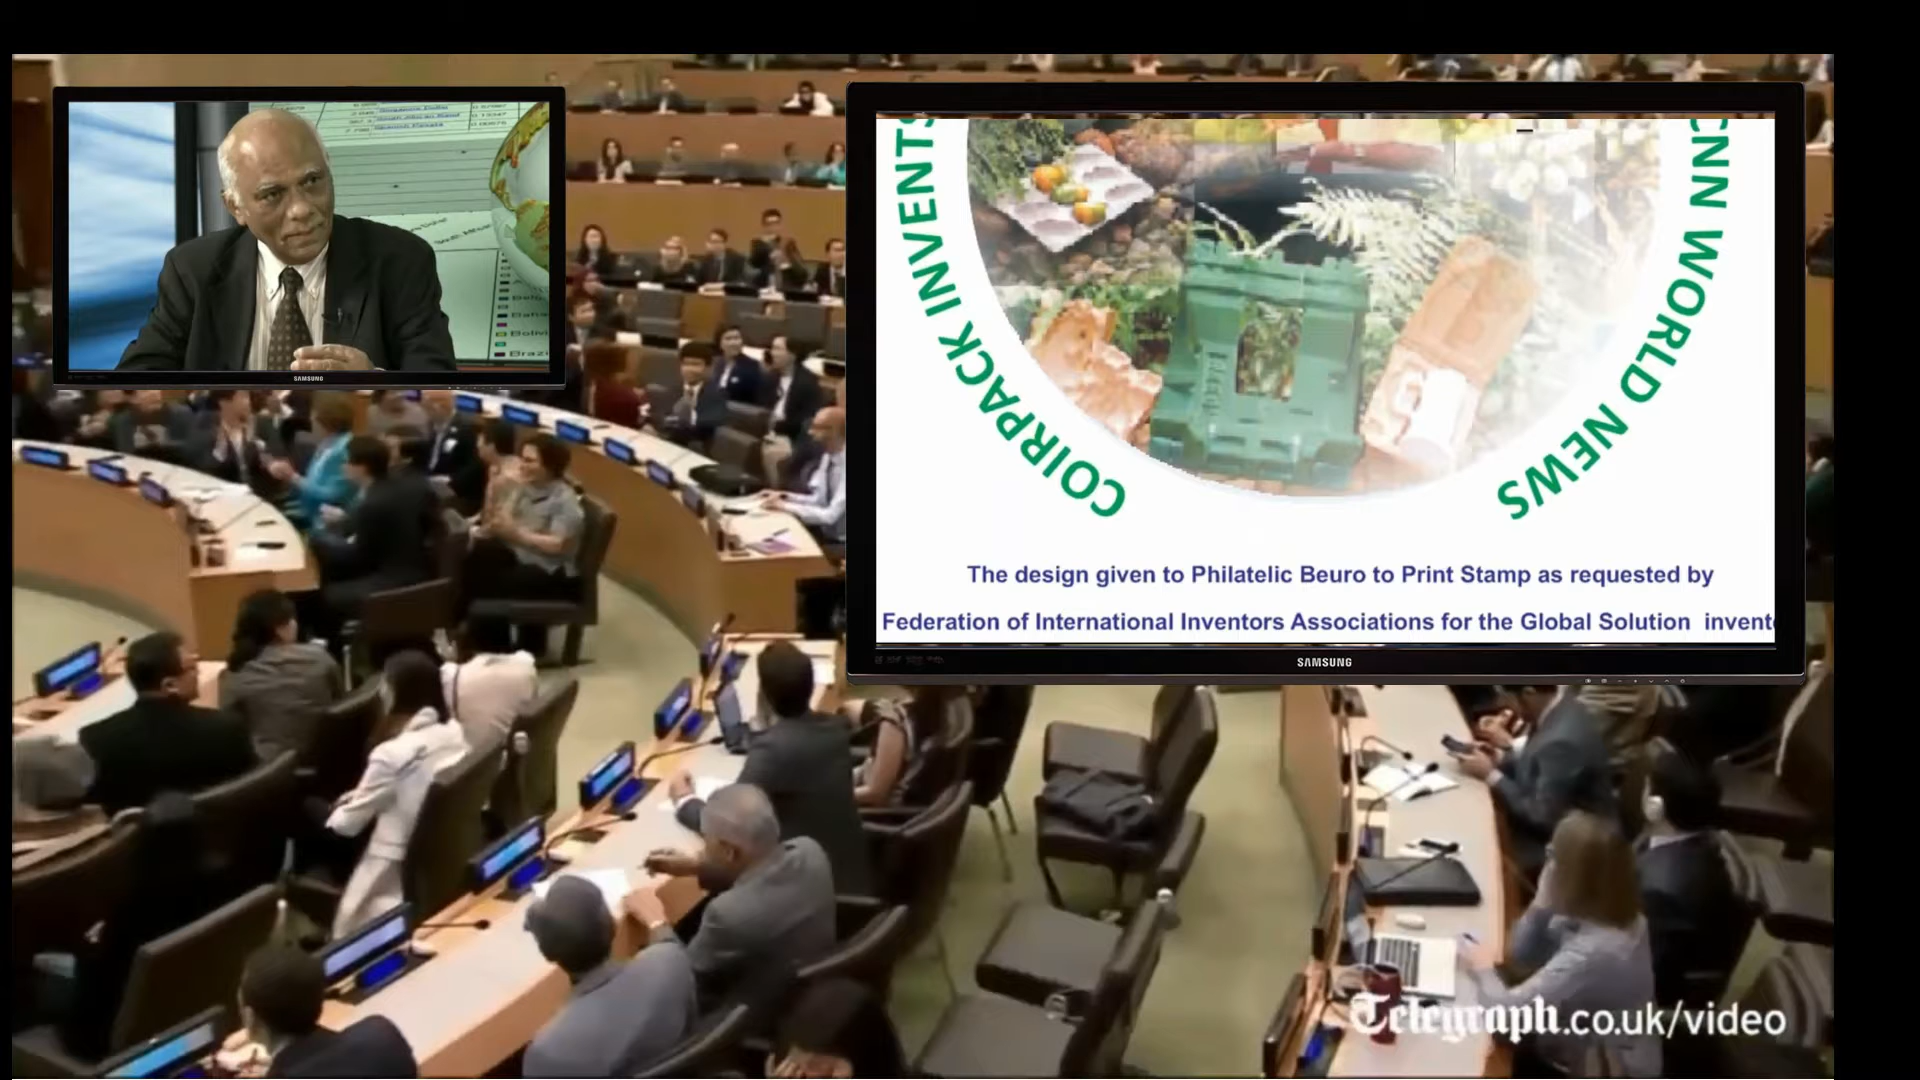 SAMSUNG
COIRPACK INVENTS
CNN WORLD NEWS
The design given to Philatelic Beuro to Print Stamp as requested by
Federation of International Inventors Associations for the Global Solution invent
SAMSUNG
Telegraph.co.uk/video